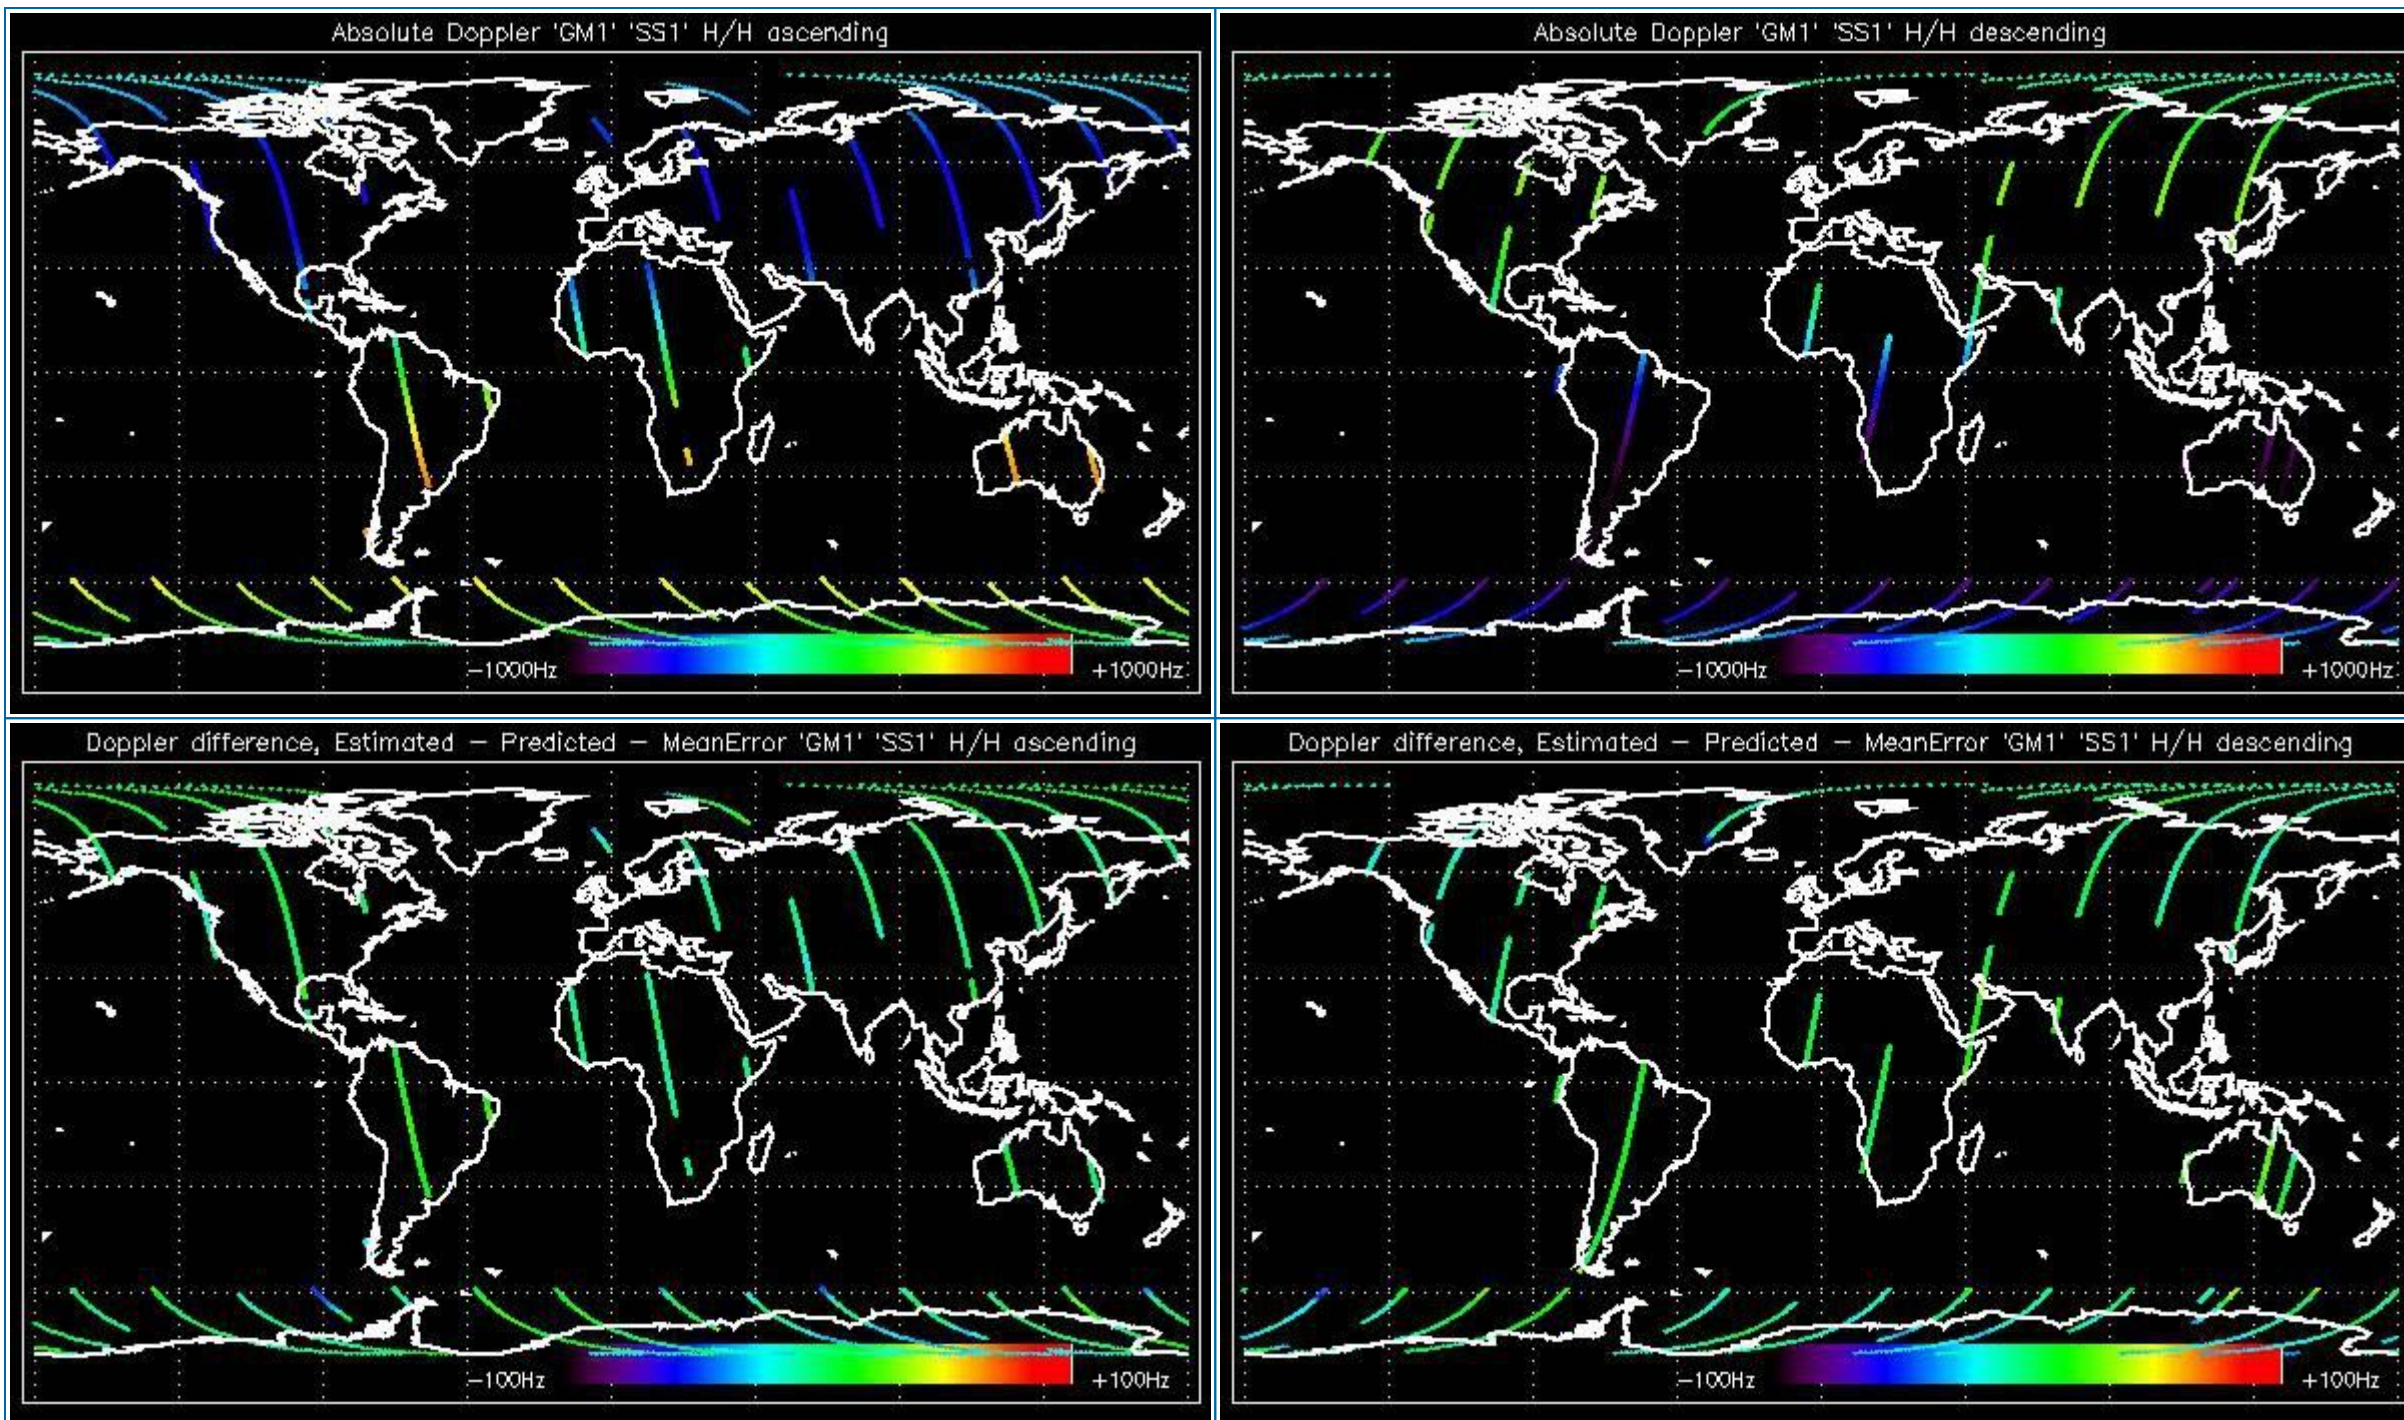 Absolute Doppler 'GM1' 'SS1' H/H ascending
-1000Hz
+1000Hz
Absolute Doppler 'GM1' 'SS1' H/H descending
-1000Hz
+1000Hz
Doppler difference, Estimated - Predicted - MeanError 'GM1' 'SS1' H/H ascending
-100Hz
+100Hz
Doppler difference, Estimated - Predicted - MeanError 'GM1' 'SS1' H/H descending
-100Hz
+100Hz